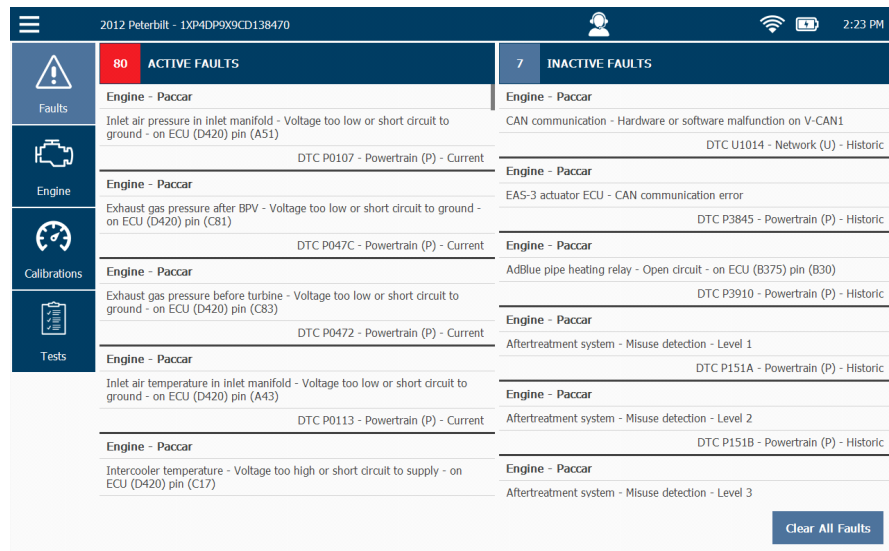 2012 Peterbilt - 1XP4DP9X9CD138470
2:23 PM
Faults
Engine
Calibrations
Tests
80 ACTIVE FAULTS
Engine - Paccar
Inlet air pressure in inlet manifold - Voltage too low or short circuit to
ground - on ECU (D420) pin (A51)
DTC P0107 - Powertrain (P) - Current
Engine - Paccar
Exhaust gas pressure after BPV - Voltage too low or short circuit to ground -
on ECU (D420) pin (C81)
DTC P047C - Powertrain (P) - Current
Engine - Paccar
Exhaust gas pressure before turbine - Voltage too low or short circuit to
ground - on ECU (D420) pin (C83)
DTC P0472 - Powertrain (P) - Current
Engine - Paccar
Inlet air temperature in inlet manifold - Voltage too low or short circuit to
ground - on ECU (D420) pin (A43)
DTC P0113 - Powertrain (P) - Current
Engine - Paccar
Intercooler temperature - Voltage too high or short circuit to supply - on
ECU (D420) pin (C17)
7 INACTIVE FAULTS
Engine - Paccar
CAN communication - Hardware or software malfunction on V-CAN1
DTC U1014 - Network (U) - Historic
Engine - Paccar
EAS-3 actuator ECU - CAN communication error
DTC P3845 - Powertrain (P) - Historic
Engine - Paccar
AdBlue pipe heating relay - Open circuit - on ECU (B375) pin (B30)
DTC P3910 - Powertrain (P) - Historic
Engine - Paccar
Aftertreatment system - Misuse detection - Level 1
DTC P151A - Powertrain (P) - Historic
Engine - Paccar
Aftertreatment system - Misuse detection - Level 2
DTC P151B - Powertrain (P) - Historic
Engine - Paccar
Aftertreatment system - Misuse detection - Level 3
Clear All Faults